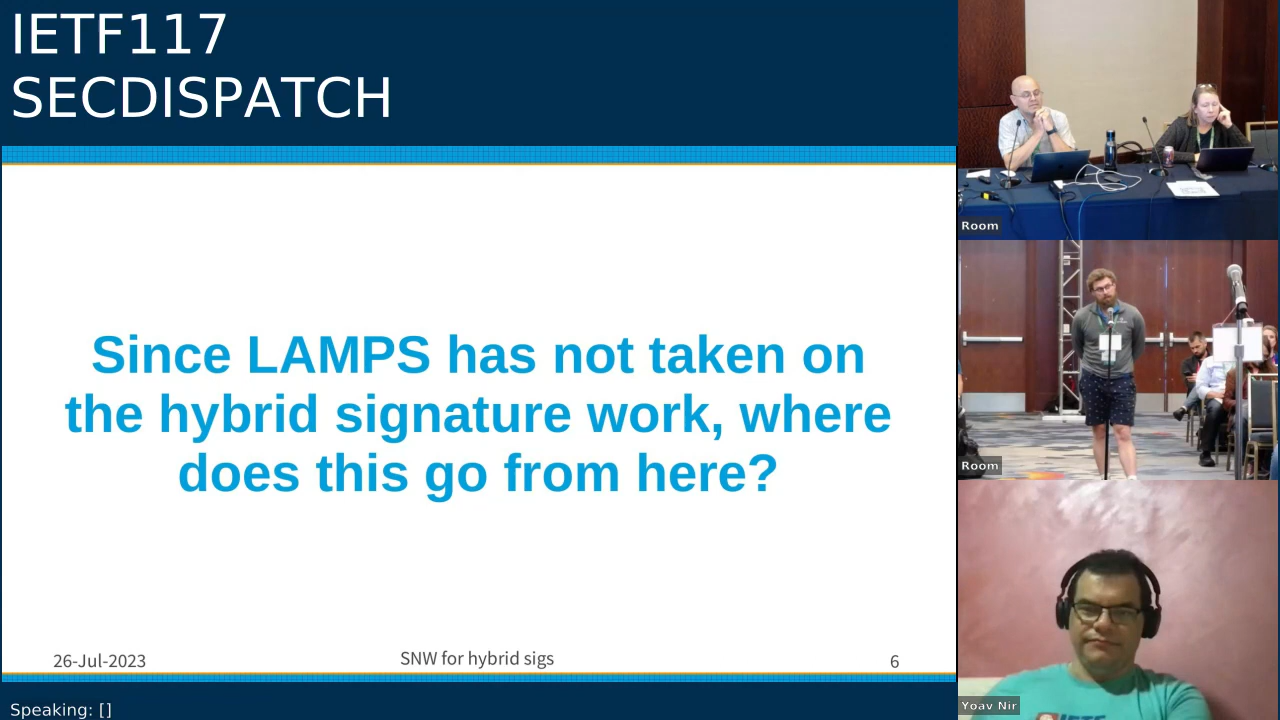 IETF117
SECDISPATCH
Since LAMPS has not taken on
the hybrid signature work, where
does this go from here?
26-Jul-2023
SNW for hybrid sigs
6
Speaking: []
Room
Room
Yoav Nir